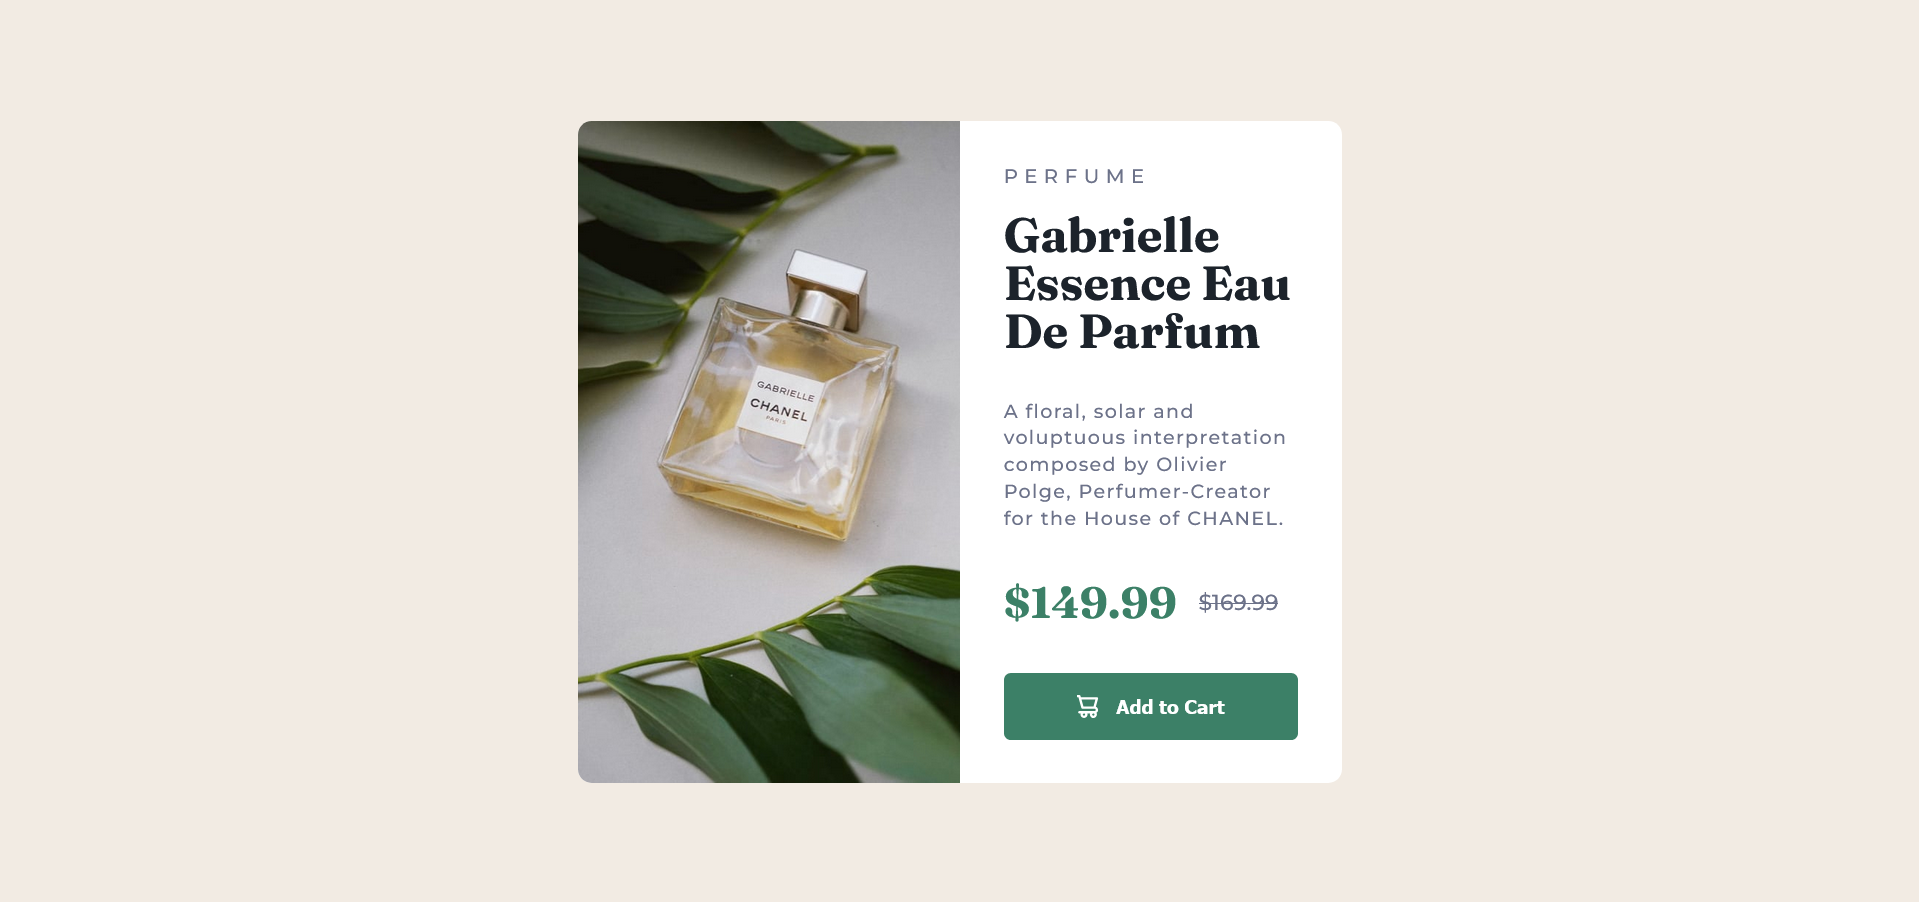 GABRIELLE
CHANEL
PARIS
PERFUME
Gabrielle
Essence Eau
De Parfum
A floral, solar and
voluptuous interpretation
composed by Olivier
Polge, Perfumer-Creator
for the House of CHANEL.
$149.99 $169.99
Add to Cart